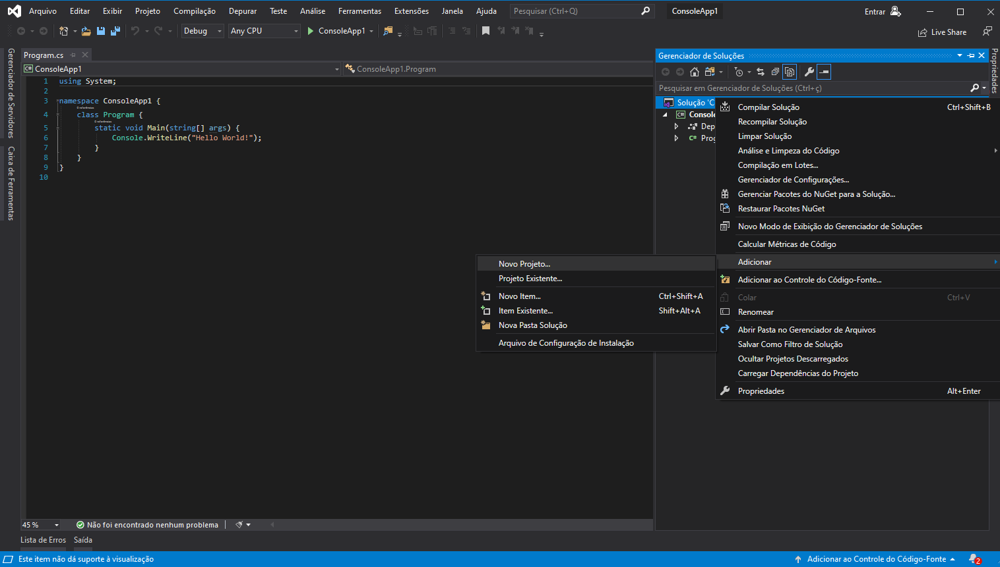 Arquivo Editar Exibir Projeto Compilação Depurar Teste Análise Ferramentas Extensões Janela Ajuda Pesquisar (Ctrl+Q) ConsoleApp1 Entrar
Debug Any CPU ConsoleApp1 Live Share
Gerenciador de Servidores
Caixa de Ferramentas
Program.cs
C# ConsoleApp1 ConsoleApp1.Program
1 using System;
2
3 namespace ConsoleApp1 {
0 referências
4 class Program {
0 referências
5 static void Main(string[] args) {
6 Console.WriteLine("Hello World!");
7 }
8 }
9 }
10
45 % Não foi encontrado nenhum problema
Gerenciador de Soluções
Propriedades
Pesquisar em Gerenciador de Soluções (Ctrl+ç)
Solução 'C
C# Console
Dep
C# Prog
Compilar Solução Ctrl+Shift+B
Recompilar Solução
Limpar Solução
Análise e Limpeza do Código
Compilação em Lotes...
Gerenciador de Configurações...
Gerenciar Pacotes do NuGet para a Solução...
Restaurar Pacotes NuGet
Novo Modo de Exibição do Gerenciador de Soluções
Calcular Métricas de Código
Adicionar
Adicionar ao Controle do Código-Fonte...
Colar Ctrl+V
Renomear
Abrir Pasta no Gerenciador de Arquivos
Salvar Como Filtro de Solução
Ocultar Projetos Descarregados
Carregar Dependências do Projeto
Propriedades Alt+Enter
Novo Projeto...
Projeto Existente...
Novo Item... Ctrl+Shift+A
Item Existente... Shift+Alt+A
Nova Pasta Solução
Arquivo de Configuração de Instalação
Lista de Erros Saída
Este item não dá suporte à visualização Adicionar ao Controle do Código-Fonte 2